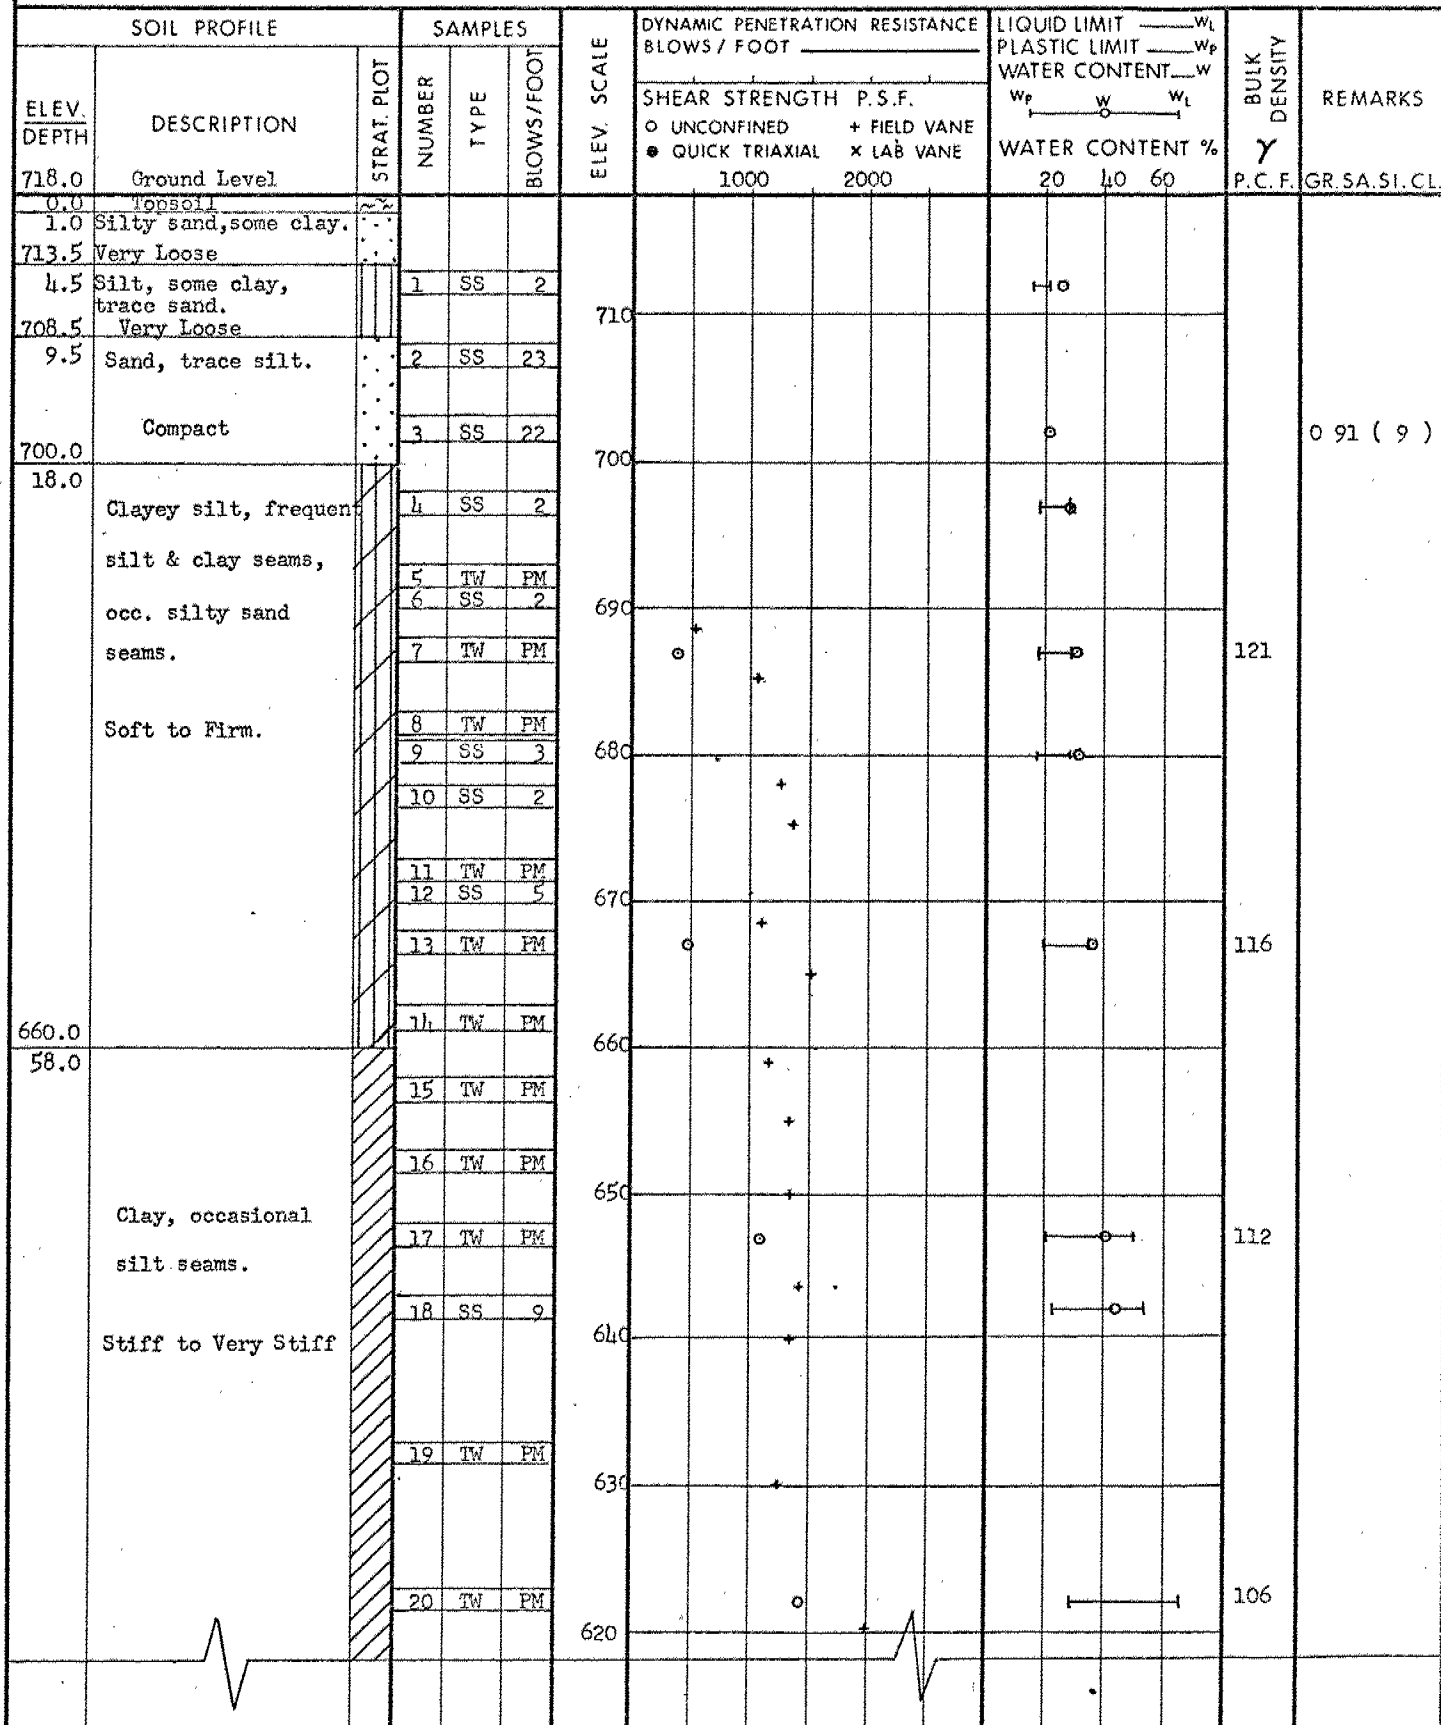 SOIL PROFILE
SAMPLES
ELEV. SCALE
DYNAMIC PENETRATION RESISTANCE
BLOWS / FOOT
LIQUID LIMIT WL
PLASTIC LIMIT WP
WATER CONTENT W
BULK DENSITY
γ
P.C.F.
REMARKS
GR.SA.SI.CL.
ELEV.
DEPTH
DESCRIPTION
STRAT. PLOT
NUMBER
TYPE
BLOWS/FOOT
SHEAR STRENGTH P.S.F.
o UNCONFINED + FIELD VANE
● QUICK TRIAXIAL x LAB VANE
1000 2000
WP W WL
WATER CONTENT %
20 40 60
718.0 Ground Level
0.0 Topsoil
1.0 Silty sand,some clay.
713.5 Very Loose
4.5 Silt, some clay,
1 SS 2
trace sand.
710
708.5 Very Loose
9.5 Sand, trace silt.
2 SS 23
Compact
3 SS 22
0 91 ( 9 )
700.0
700
18.0
Clayey silt, frequent
4 SS 2
silt & clay seams,
5 TW PM
6 SS 2
690
occ. silty sand
seams.
7 TW PM
121
Soft to Firm.
8 TW PM
9 SS 3
680
10 SS 2
11 TW PM
12 SS 5
670
13 TW PM
116
14 TW PM
660.0
660
58.0
15 TW PM
16 TW PM
650
Clay, occasional
17 TW PM
112
silt seams.
18 SS 9
Stiff to Very Stiff
640
19 TW PM
630
20 TW PM
106
620